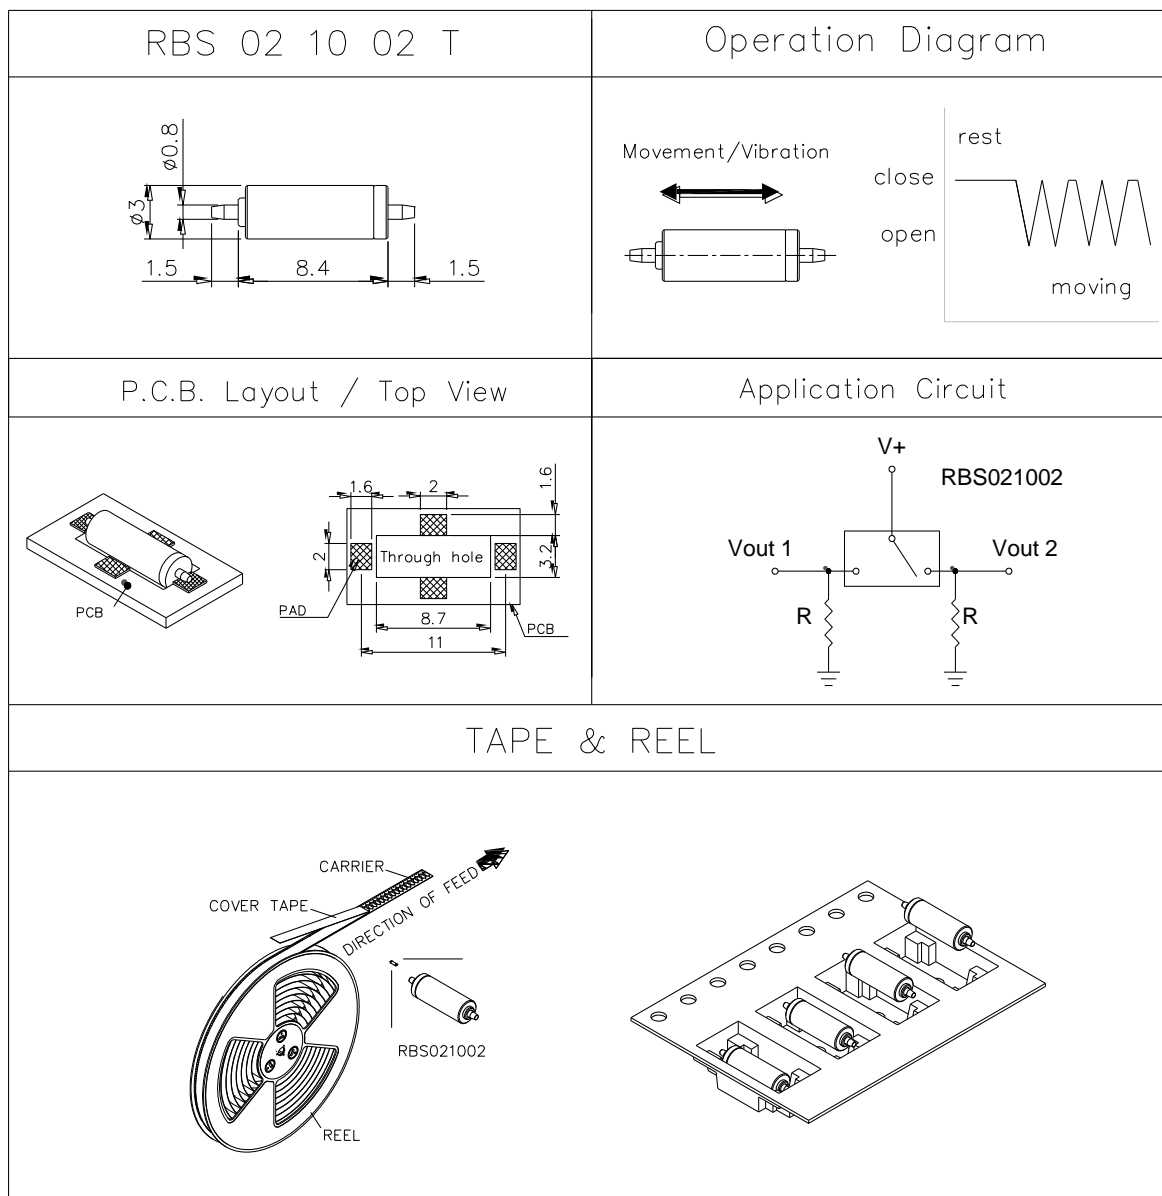 RBS 02 10 02 T
Operation Diagram
ø0.8
ø3
1.5
8.4
1.5
Movement/Vibration
rest
close
open
moving
P.C.B. Layout / Top View
Application Circuit
PCB
1.6
2
1.6
2
Through hole
3.2
PAD
8.7
PCB
11
V+
RBS021002
Vout 1
Vout 2
R
R
TAPE & REEL
CARRIER
COVER TAPE
DIRECTION OF FEED
RBS021002
REEL